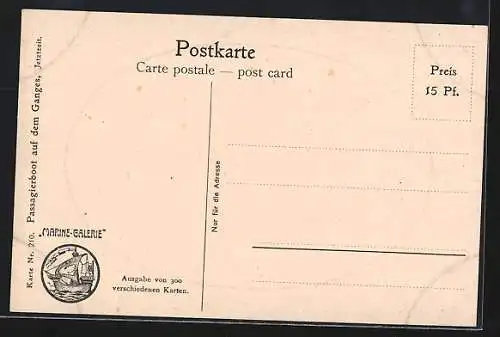 Postkarte
Carte postale — post card
Preis
15 Pf.
Karte Nr. 210. Passagierboot auf dem Ganges, Jetztzeit.
Nur für die Adresse
„MARINE-GALERIE"
Ausgabe von 300
verschiedenen Karten.